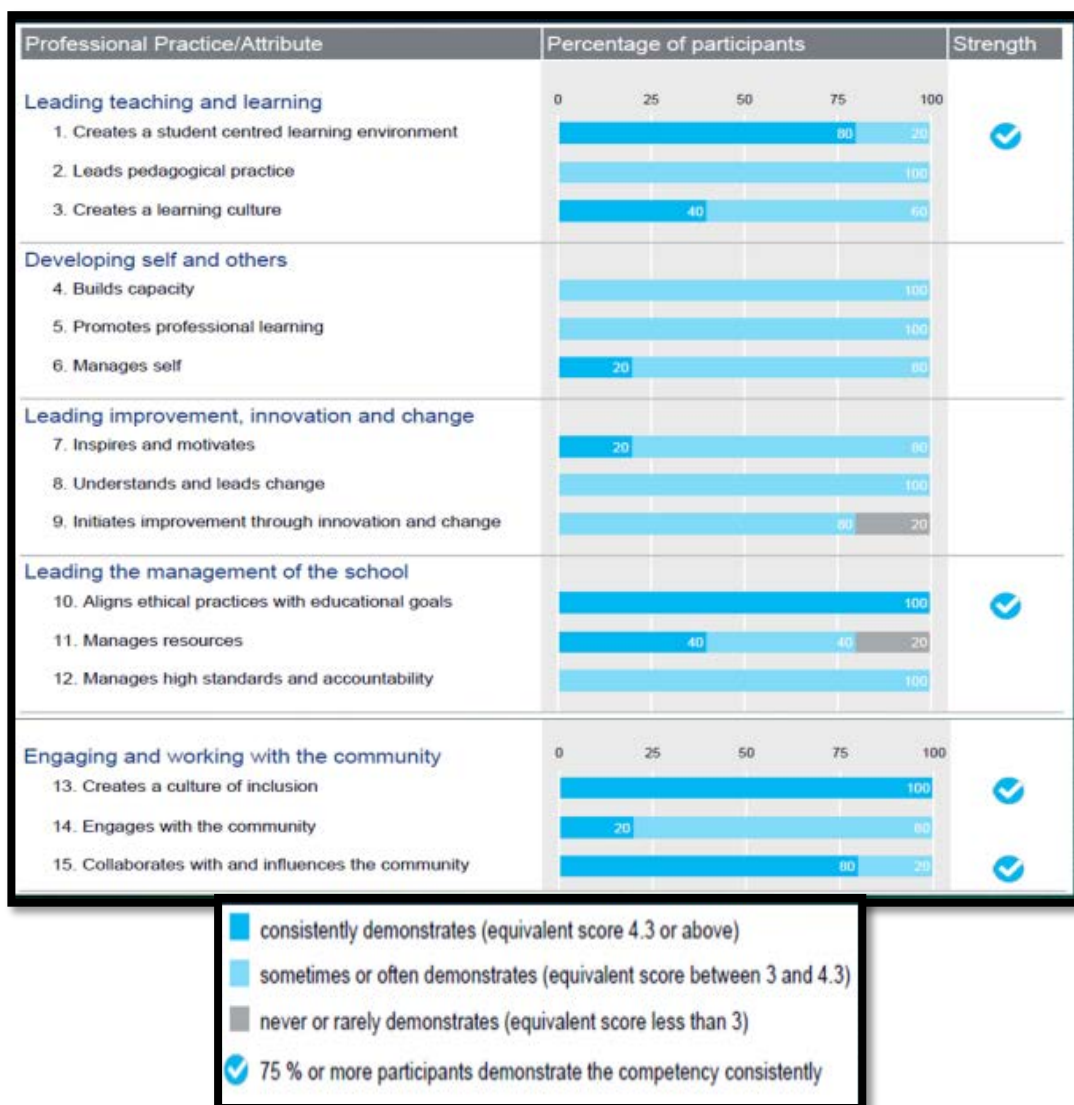 Professional Practice/Attribute Percentage of participants Strength
Leading teaching and learning 0 25 50 75 100
1. Creates a student centred learning environment 80 20
2. Leads pedagogical practice 100
3. Creates a learning culture 40 60
Developing self and others
4. Builds capacity 100
5. Promotes professional learning 100
6. Manages self 20 80
Leading improvement, innovation and change
7. Inspires and motivates 20 80
8. Understands and leads change 100
9. Initiates improvement through innovation and change 80 20
Leading the management of the school
10. Aligns ethical practices with educational goals 100
11. Manages resources 40 40 20
12. Manages high standards and accountability 100
Engaging and working with the community 0 25 50 75 100
13. Creates a culture of inclusion 100
14. Engages with the community 20 80
15. Collaborates with and influences the community 80 20
consistently demonstrates (equivalent score 4.3 or above)
sometimes or often demonstrates (equivalent score between 3 and 4.3)
never or rarely demonstrates (equivalent score less than 3)
75 % or more participants demonstrate the competency consistently